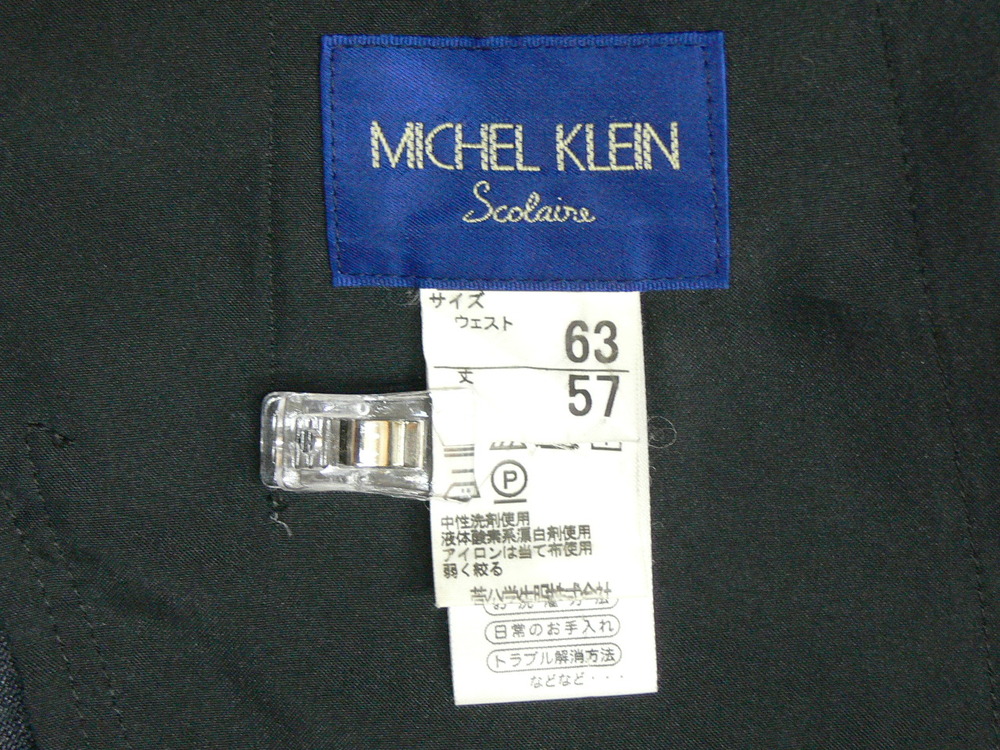 MICHEL KLEIN
Scolaire
サイズ
ウェスト 63
丈 57
P
中性洗剤使用
液体酸素系漂白剤使用
アイロンは当て布使用
弱く絞る
日常のお手入れ
トラブル解消方法
などなど・・・